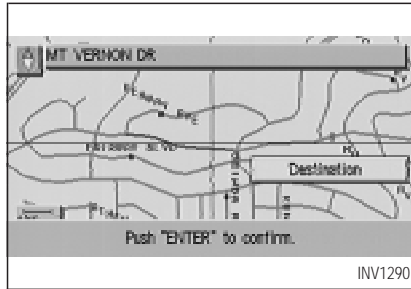 MT VERNON DR
Destination
Push "ENTER" to confirm.
INV1290